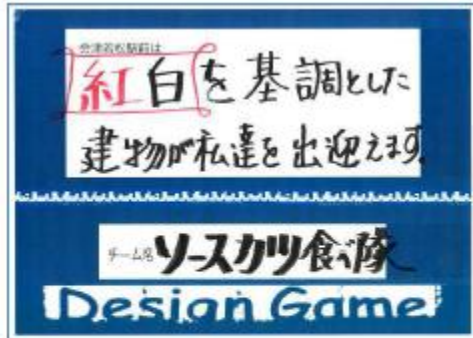 会津若松駅前は
紅白を基調とした
建物が私達を出迎えます。
チーム名 ソースカツ食べ隊
Design Game